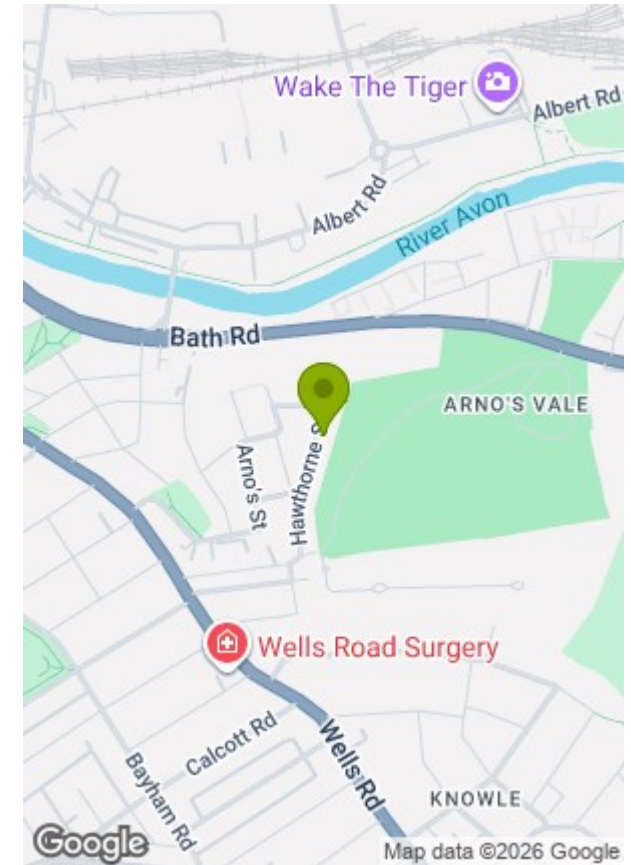 Wake The Tiger
Albert Rd
Albert Rd
River Avon
Bath Rd
ARNO'S VALE
Hawthorne S
Arno's St
Wells Road Surgery
Calcott Rd
Wells Rd
Bayham Rd
KNOWLE
Google
Map data ©2026 Google